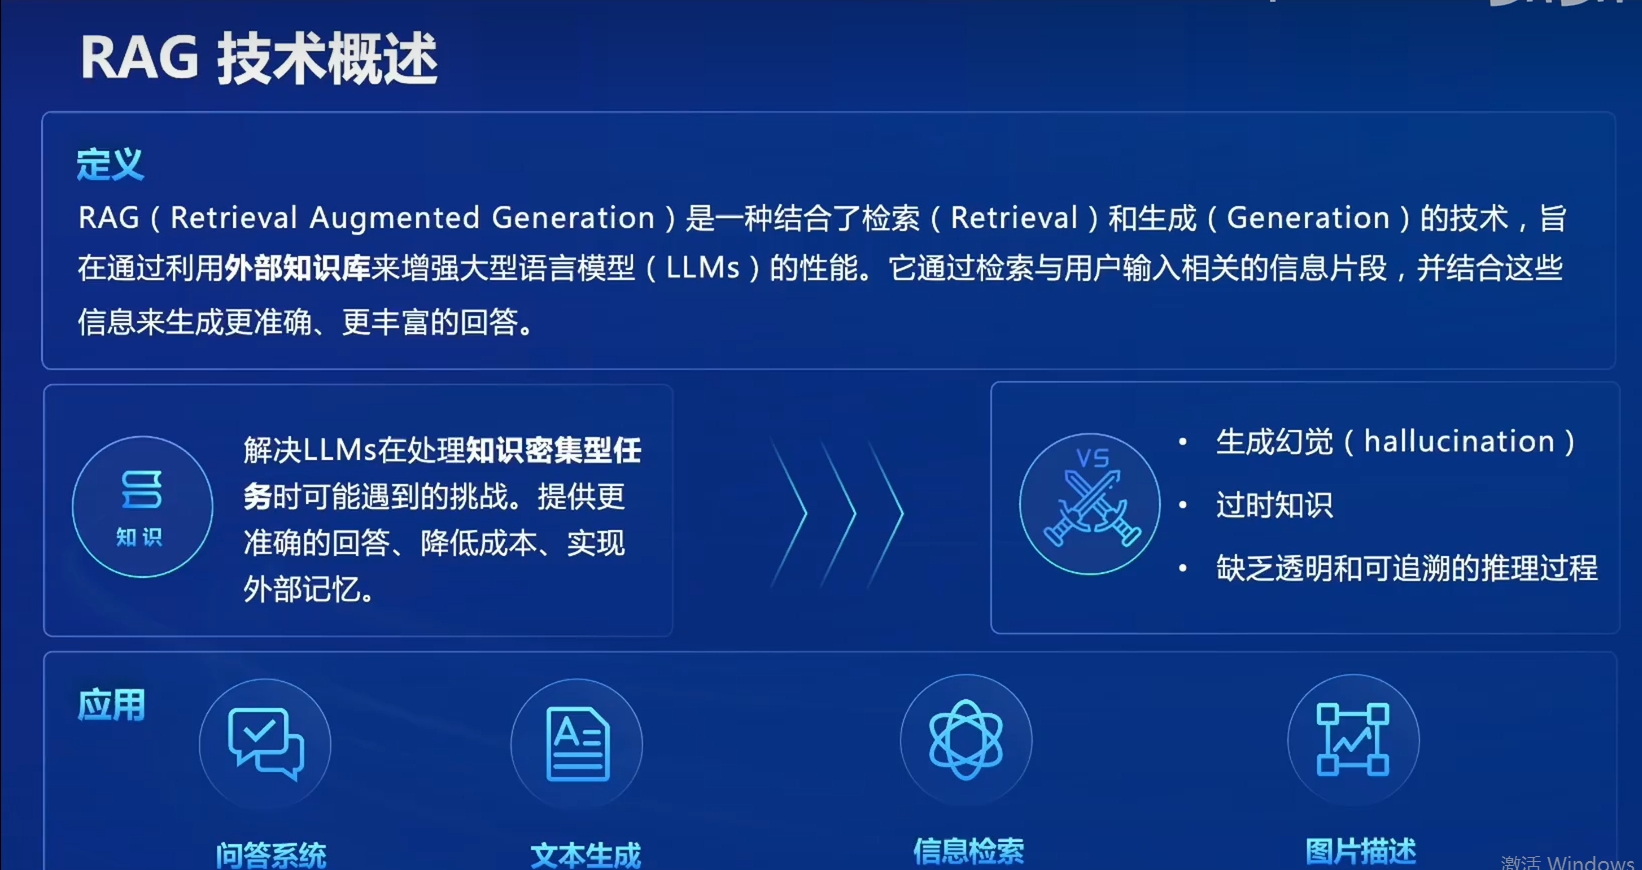 RAG 技术概述
定义
RAG（Retrieval Augmented Generation）是一种结合了检索（Retrieval）和生成（Generation）的技术，旨
在通过利用外部知识库来增强大型语言模型（LLMs）的性能。它通过检索与用户输入相关的信息片段，并结合这些
信息来生成更准确、更丰富的回答。
知识
解决LLMs在处理知识密集型任
务时可能遇到的挑战。提供更
准确的回答、降低成本、实现
外部记忆。
VS
• 生成幻觉（hallucination）
• 过时知识
• 缺乏透明和可追溯的推理过程
应用
A
问答系统
文本生成
信息检索
图片描述
激活 Windows